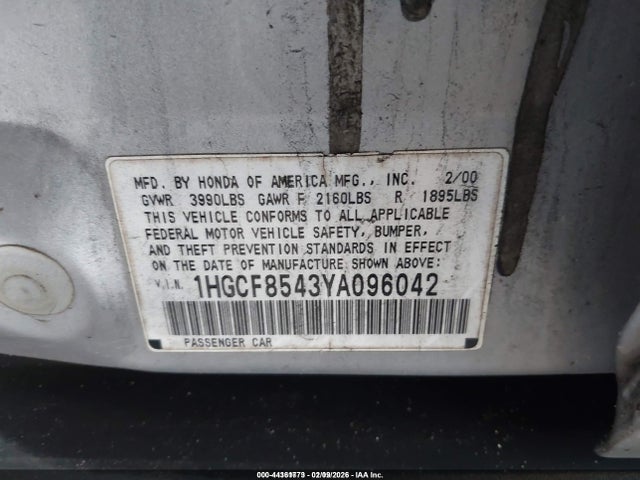 MFD. BY HONDA OF AMERICA MFG., INC. 2/00
GVWR 3990LBS GAWR F 2160LBS R 1895LBS
THIS VEHICLE CONFORMS TO ALL APPLICABLE
FEDERAL MOTOR VEHICLE SAFETY, BUMPER,
AND THEFT PREVENTION STANDARDS IN EFFECT
ON THE DATE OF MANUFACTURE SHOWN ABOVE:
V.I.N. 1HGCF8543YA096042
PASSENGER CAR
000-44369773 | 02/09/2026 | IAA Inc.